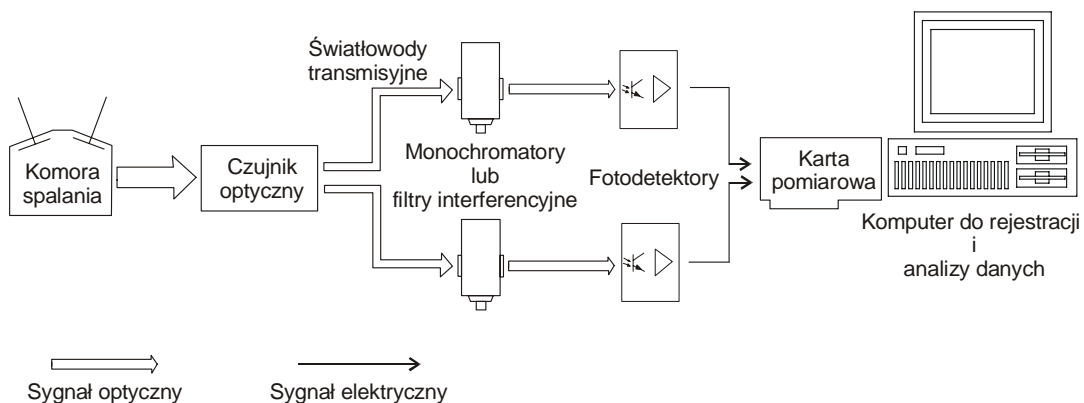 Światłowody
transmisyjne
Komora
spalania
Czujnik
optyczny
Monochromatory
lub
filtry interferencyjne
Fotodetektory
Karta
pomiarowa
Komputer do rejestracji
i
analizy danych
Sygnał optyczny
Sygnał elektryczny